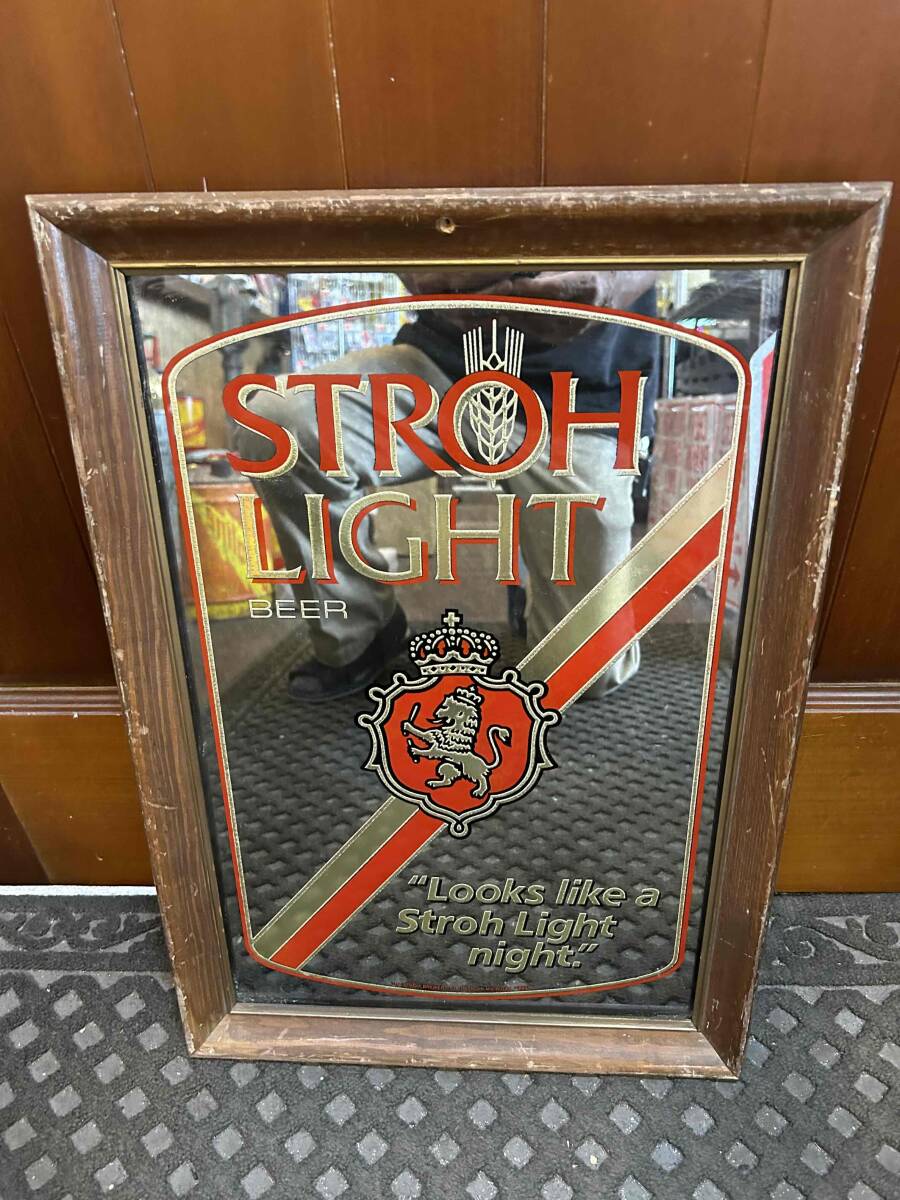 STROH
LIGHT
BEER
"Looks like a
Stroh Light
night."